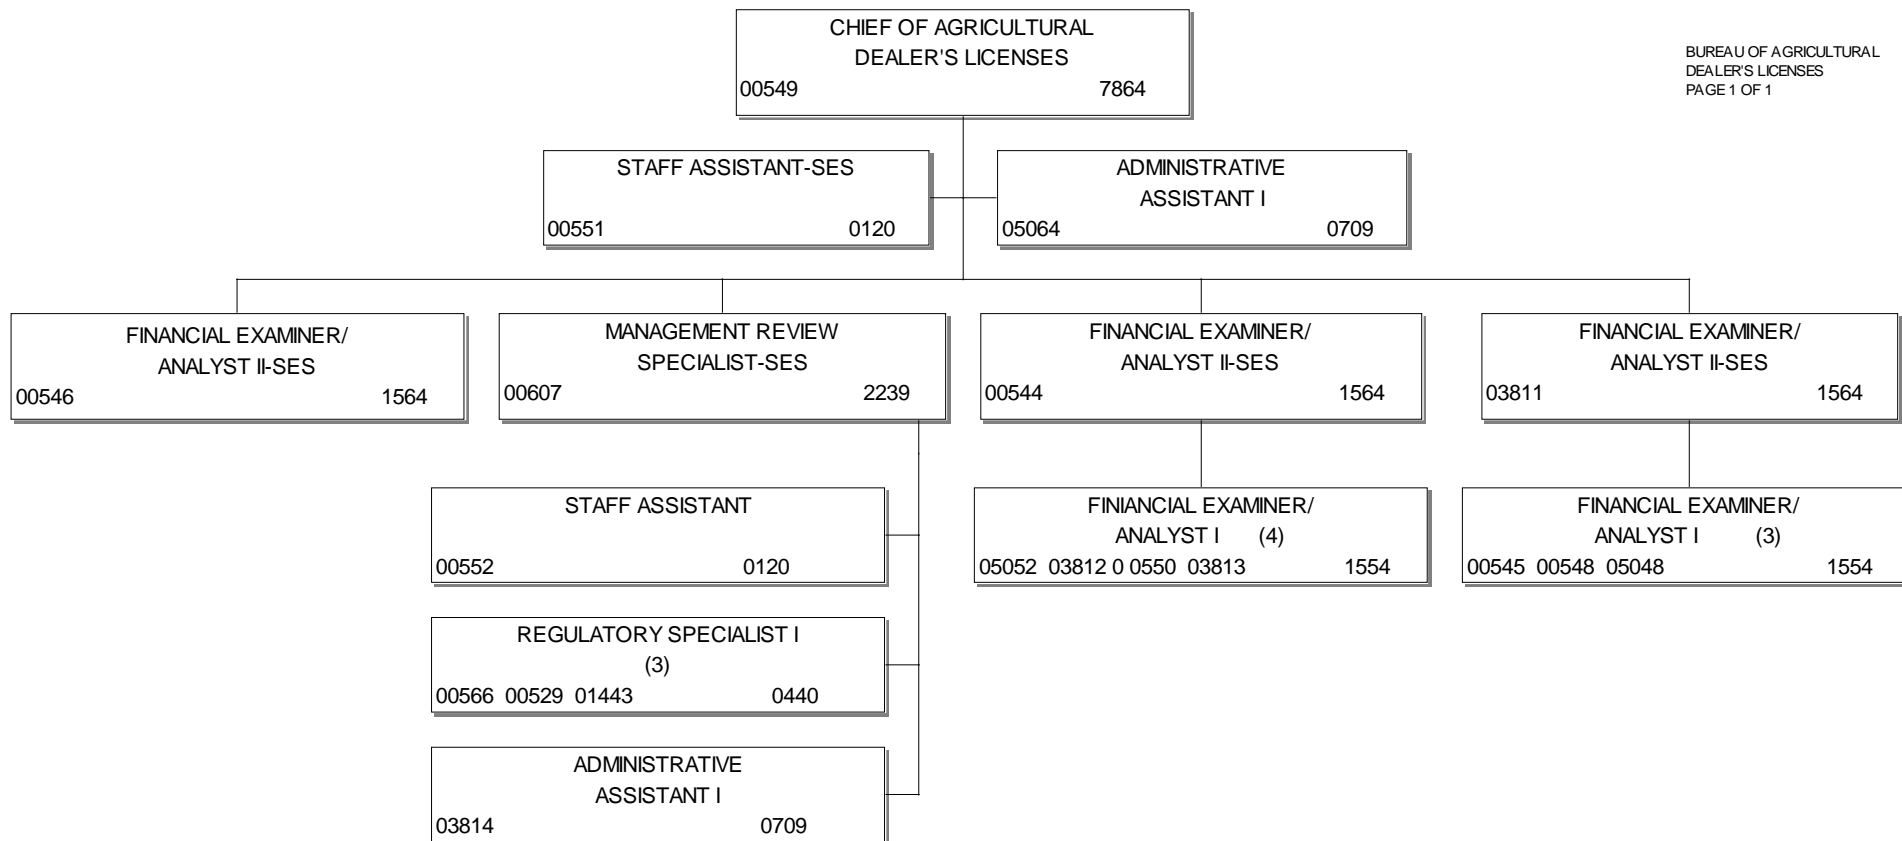 CHIEF OF AGRICULTURAL
DEALER'S LICENSES
00549 7864
BUREAU OF AGRICULTURAL
DEALER'S LICENSES
PAGE 1 OF 1
STAFF ASSISTANT-SES
00551 0120
ADMINISTRATIVE
ASSISTANT I
05064 0709
FINANCIAL EXAMINER/
ANALYST II-SES
00546 1564
MANAGEMENT REVIEW
SPECIALIST-SES
00607 2239
FINANCIAL EXAMINER/
ANALYST II-SES
00544 1564
FINANCIAL EXAMINER/
ANALYST II-SES
03811 1564
STAFF ASSISTANT
00552 0120
FINIANCIAL EXAMINER/
ANALYST I (4)
05052 03812 0 0550 03813 1554
FINANCIAL EXAMINER/
ANALYST I (3)
00545 00548 05048 1554
REGULATORY SPECIALIST I
(3)
00566 00529 01443 0440
ADMINISTRATIVE
ASSISTANT I
03814 0709